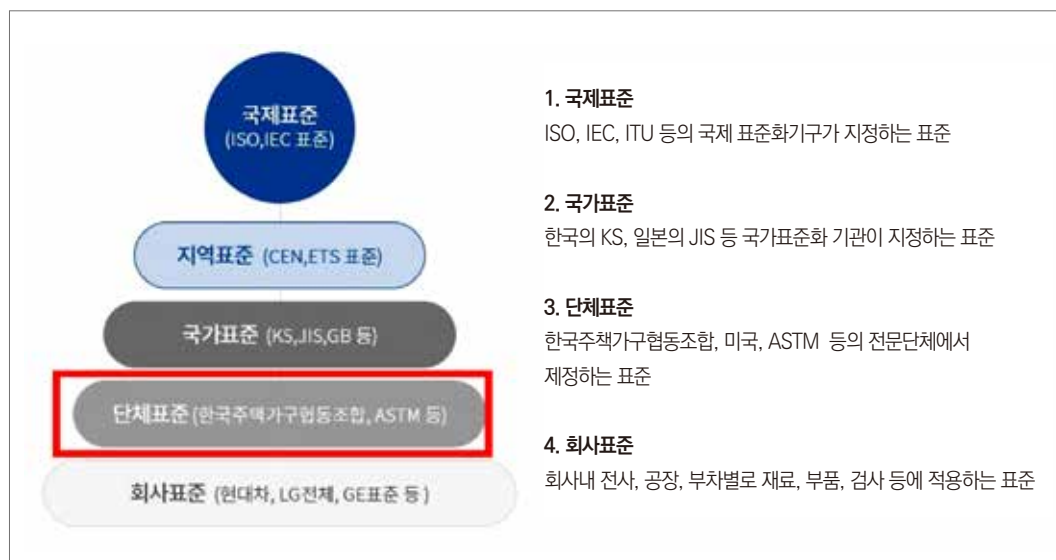 국제표준
(ISO,IEC 표준)
지역표준 (CEN,ETS 표준)
국가표준 (KS,JIS,GB 등)
단체표준 (한국주택가구협동조합, ASTM 등)
회사표준 (현대차, LG전체, GE표준 등 )
1. 국제표준
ISO, IEC, ITU 등의 국제 표준화기구가 지정하는 표준
2. 국가표준
한국의 KS, 일본의 JIS 등 국가표준화 기관이 지정하는 표준
3. 단체표준
한국주책가구협동조합, 미국, ASTM 등의 전문단체에서
제정하는 표준
4. 회사표준
회사내 전사, 공장, 부차별로 재료, 부품, 검사 등에 적용하는 표준